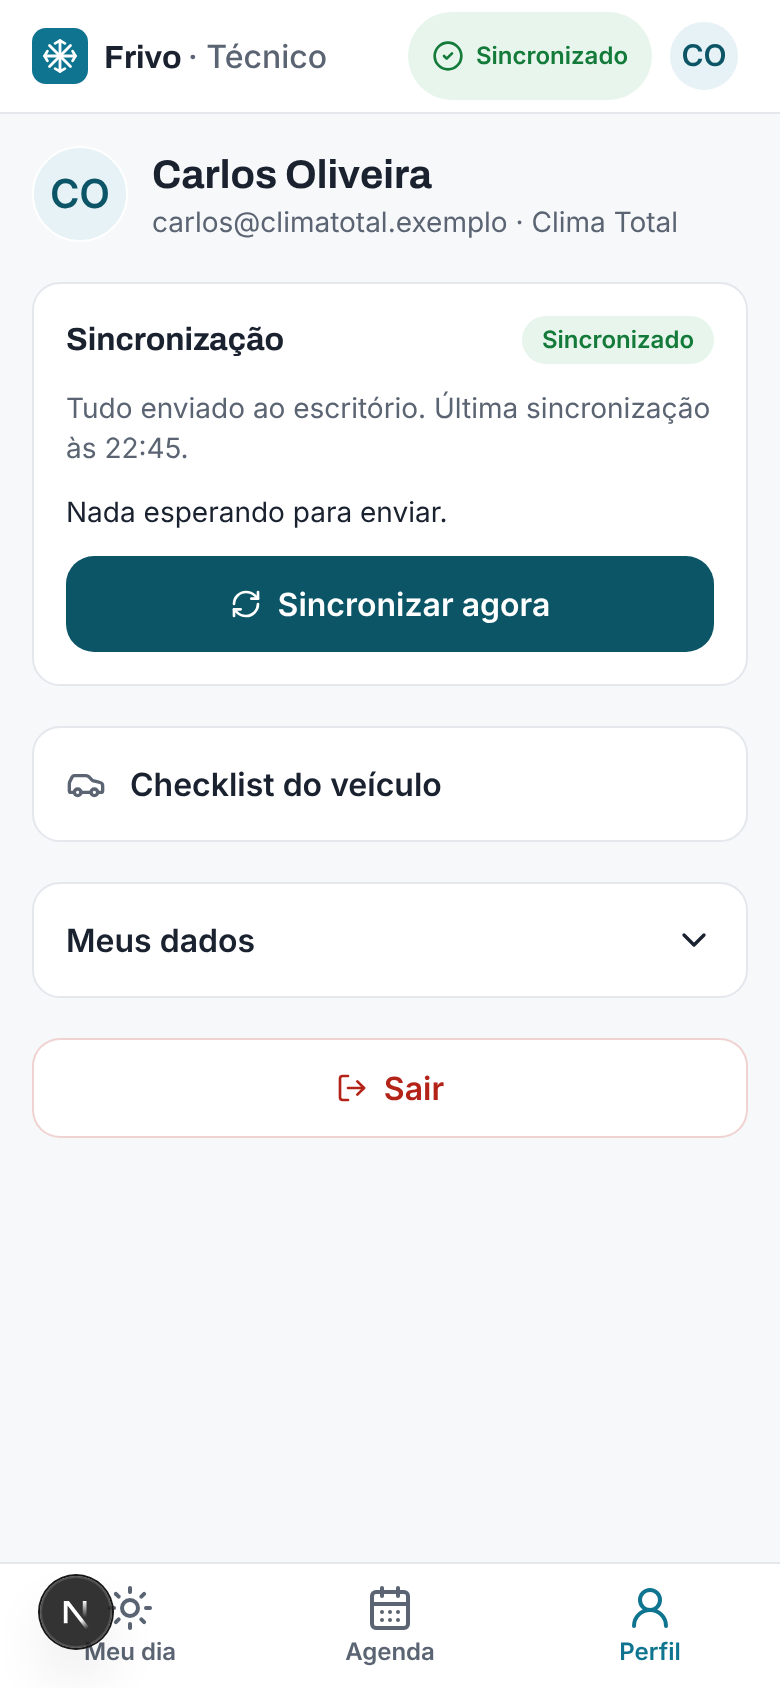 Frivo · Técnico
Sincronizado
CO
CO
Carlos Oliveira
carlos@climatotal.exemplo · Clima Total
Sincronização
Sincronizado
Tudo enviado ao escritório. Última sincronização
às 22:45.
Nada esperando para enviar.
Sincronizar agora
Checklist do veículo
Meus dados
Sair
N
Meu dia
Agenda
Perfil